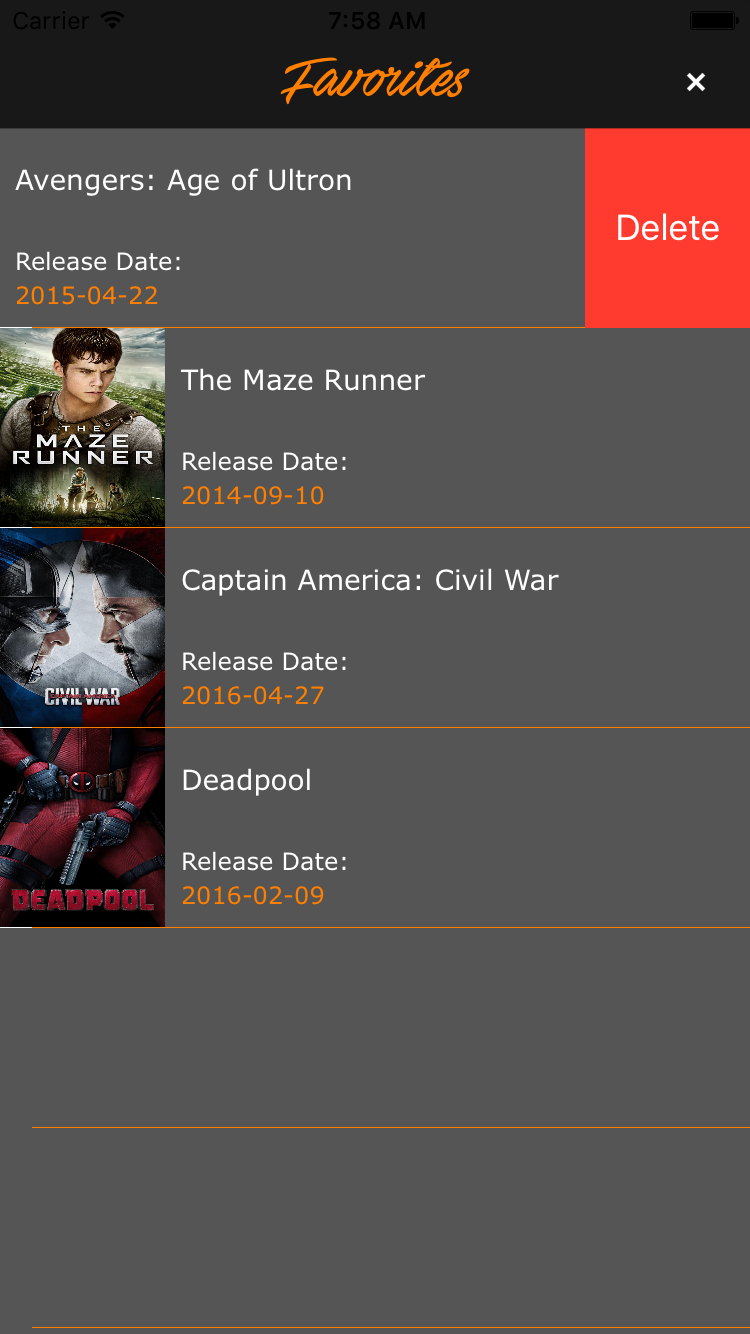 Carrier 7:58 AM
Favorites ×
Avengers: Age of Ultron
Delete
Release Date:
2015-04-22
THE
MAZE
RUNNER
The Maze Runner
Release Date:
2014-09-10
Captain America: Civil War
Release Date:
2016-04-27
CAPTAIN AMERICA
CIVIL WAR
Deadpool
Release Date:
2016-02-09
DEADPOOL